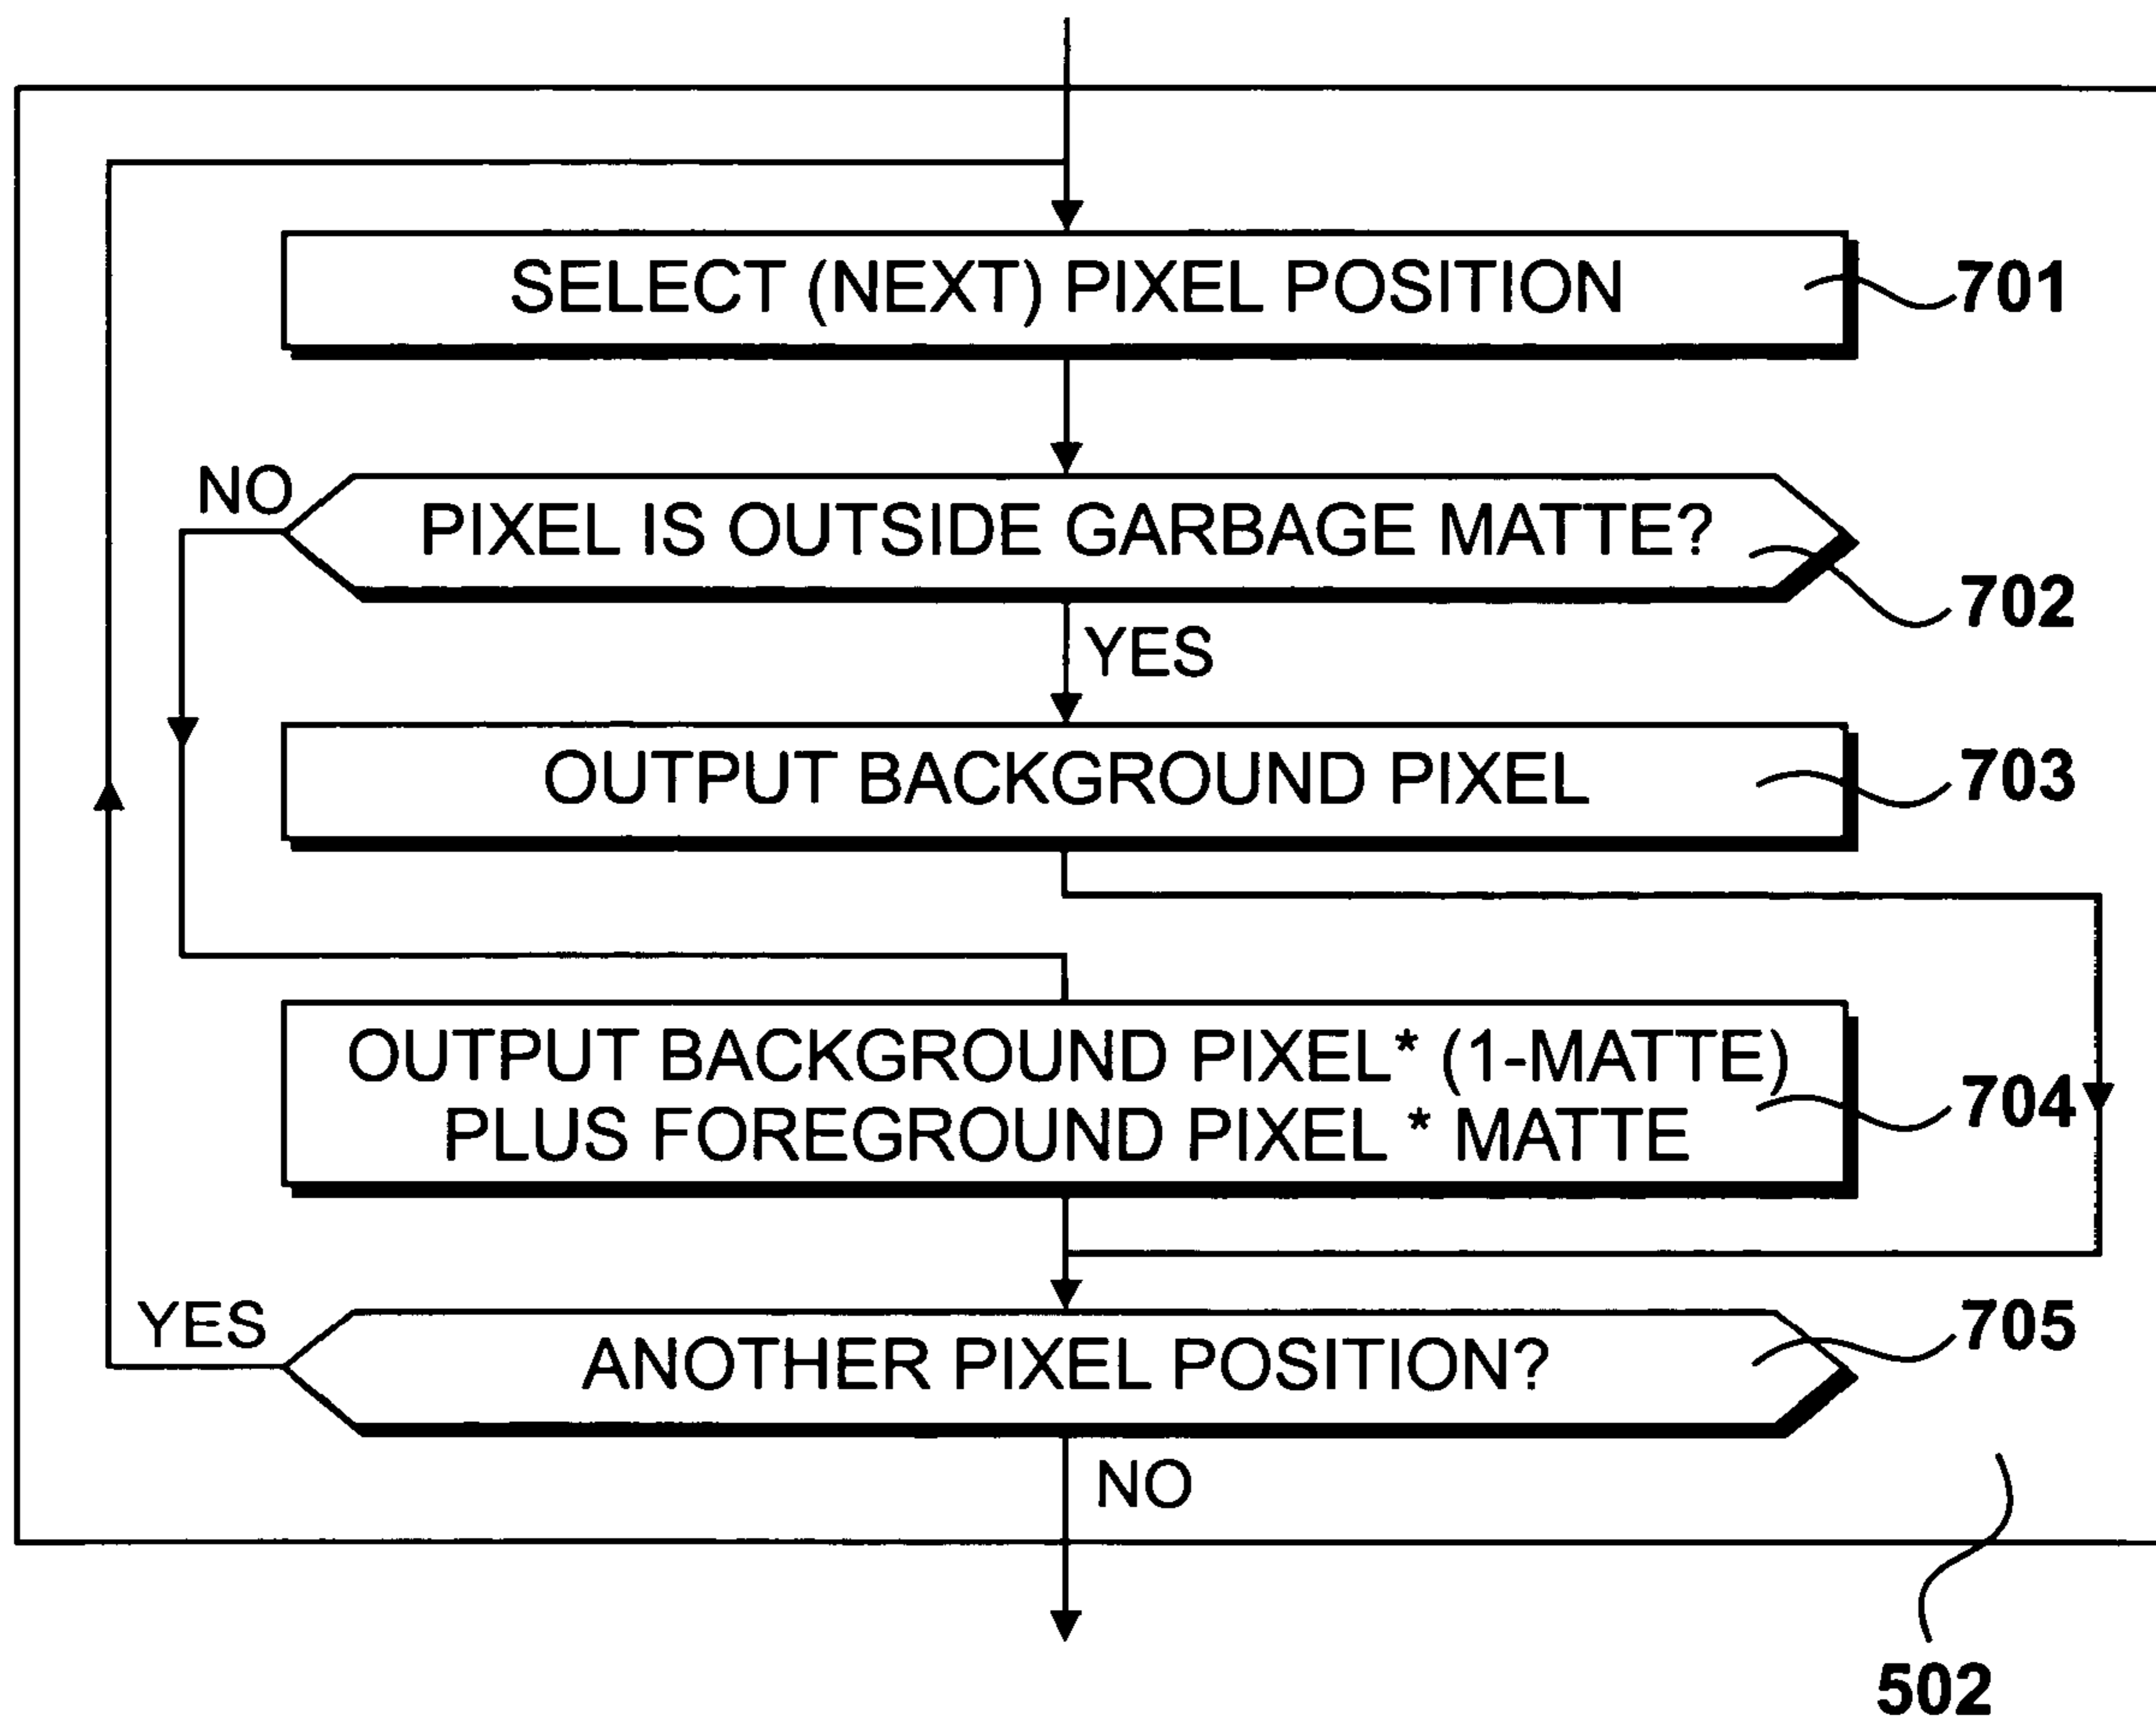 SELECT (NEXT) PIXEL POSITION
701
NO
PIXEL IS OUTSIDE GARBAGE MATTE?
702
YES
OUTPUT BACKGROUND PIXEL
703
OUTPUT BACKGROUND PIXEL* (1-MATTE)
PLUS FOREGROUND PIXEL * MATTE
704
YES
ANOTHER PIXEL POSITION?
705
NO
502